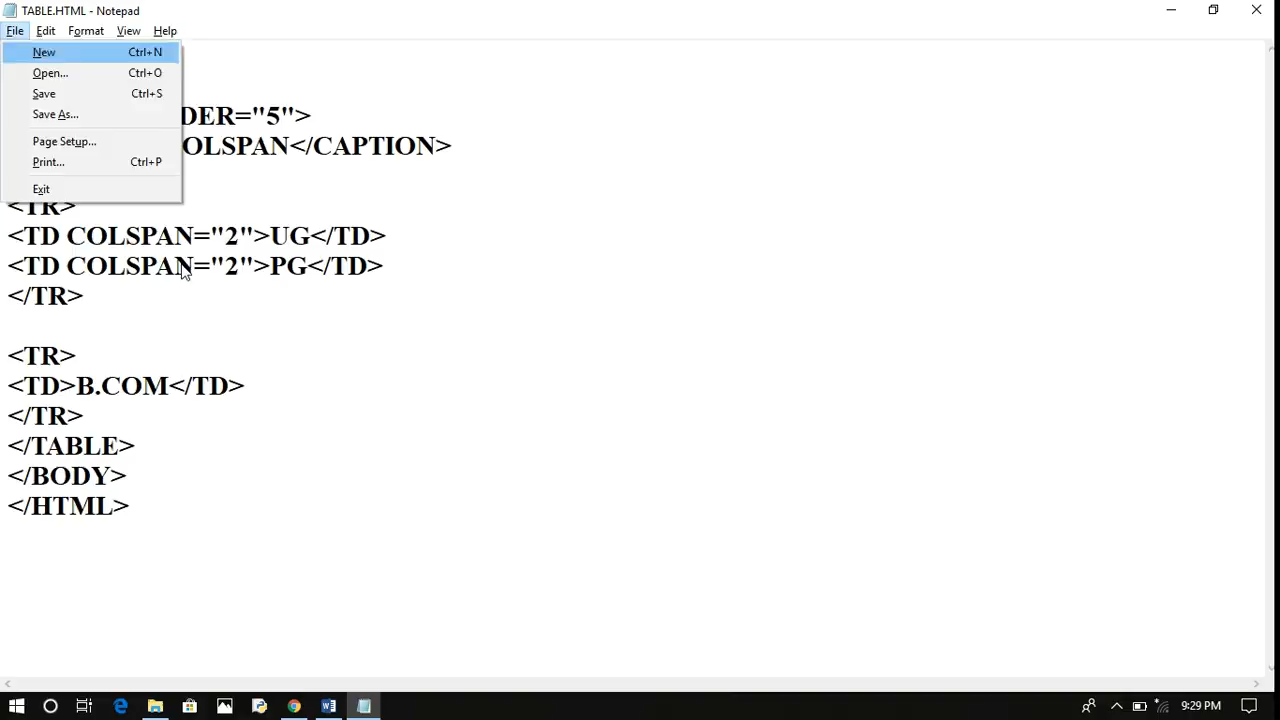 TABLE.HTML - Notepad
File Edit Format View Help
New Ctrl+N
Open... Ctrl+O
Save Ctrl+S
Save As...
Page Setup...
Print... Ctrl+P
Exit
DER="5">
OLSPAN</CAPTION>
<TR>
<TD COLSPAN="2">UG</TD>
<TD COLSPAN="2">PG</TD>
</TR>
<TR>
<TD>B.COM</TD>
</TR>
</TABLE>
</BODY>
</HTML>
9:29 PM